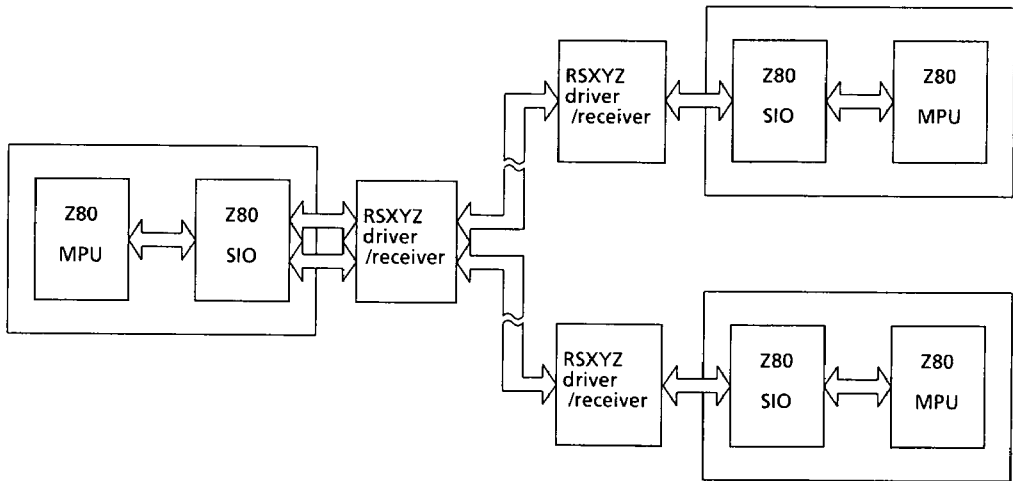 RSXYZ
driver
/receiver
Z80
SIO
Z80
MPU
Z80
MPU
Z80
SIO
RSXYZ
driver
/receiver
RSXYZ
driver
/receiver
Z80
SIO
Z80
MPU